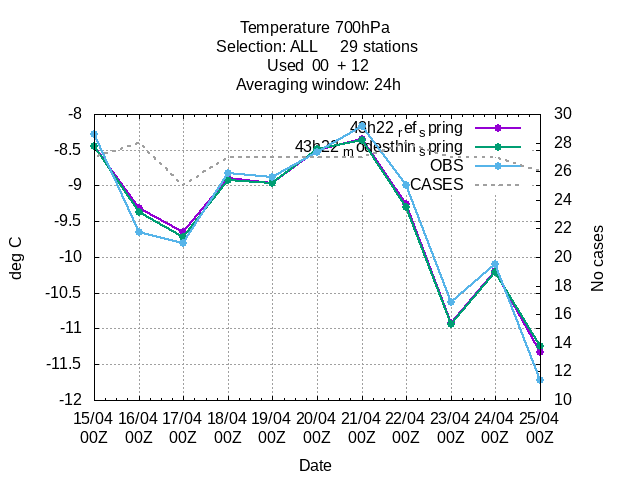 Temperature 700hPa
Selection: ALL 29 stations
Used 00 + 12
Averaging window: 24h
43h22_ref_spring
43h22_modesthin_spring
OBS
CASES
-8
-8.5
-9
-9.5
-10
-10.5
-11
-11.5
-12
30
28
26
24
22
20
18
16
14
12
10
deg C
No cases
15/04 16/04 17/04 18/04 19/04 20/04 21/04 22/04 23/04 24/04 25/04
00Z 00Z 00Z 00Z 00Z 00Z 00Z 00Z 00Z 00Z 00Z
Date